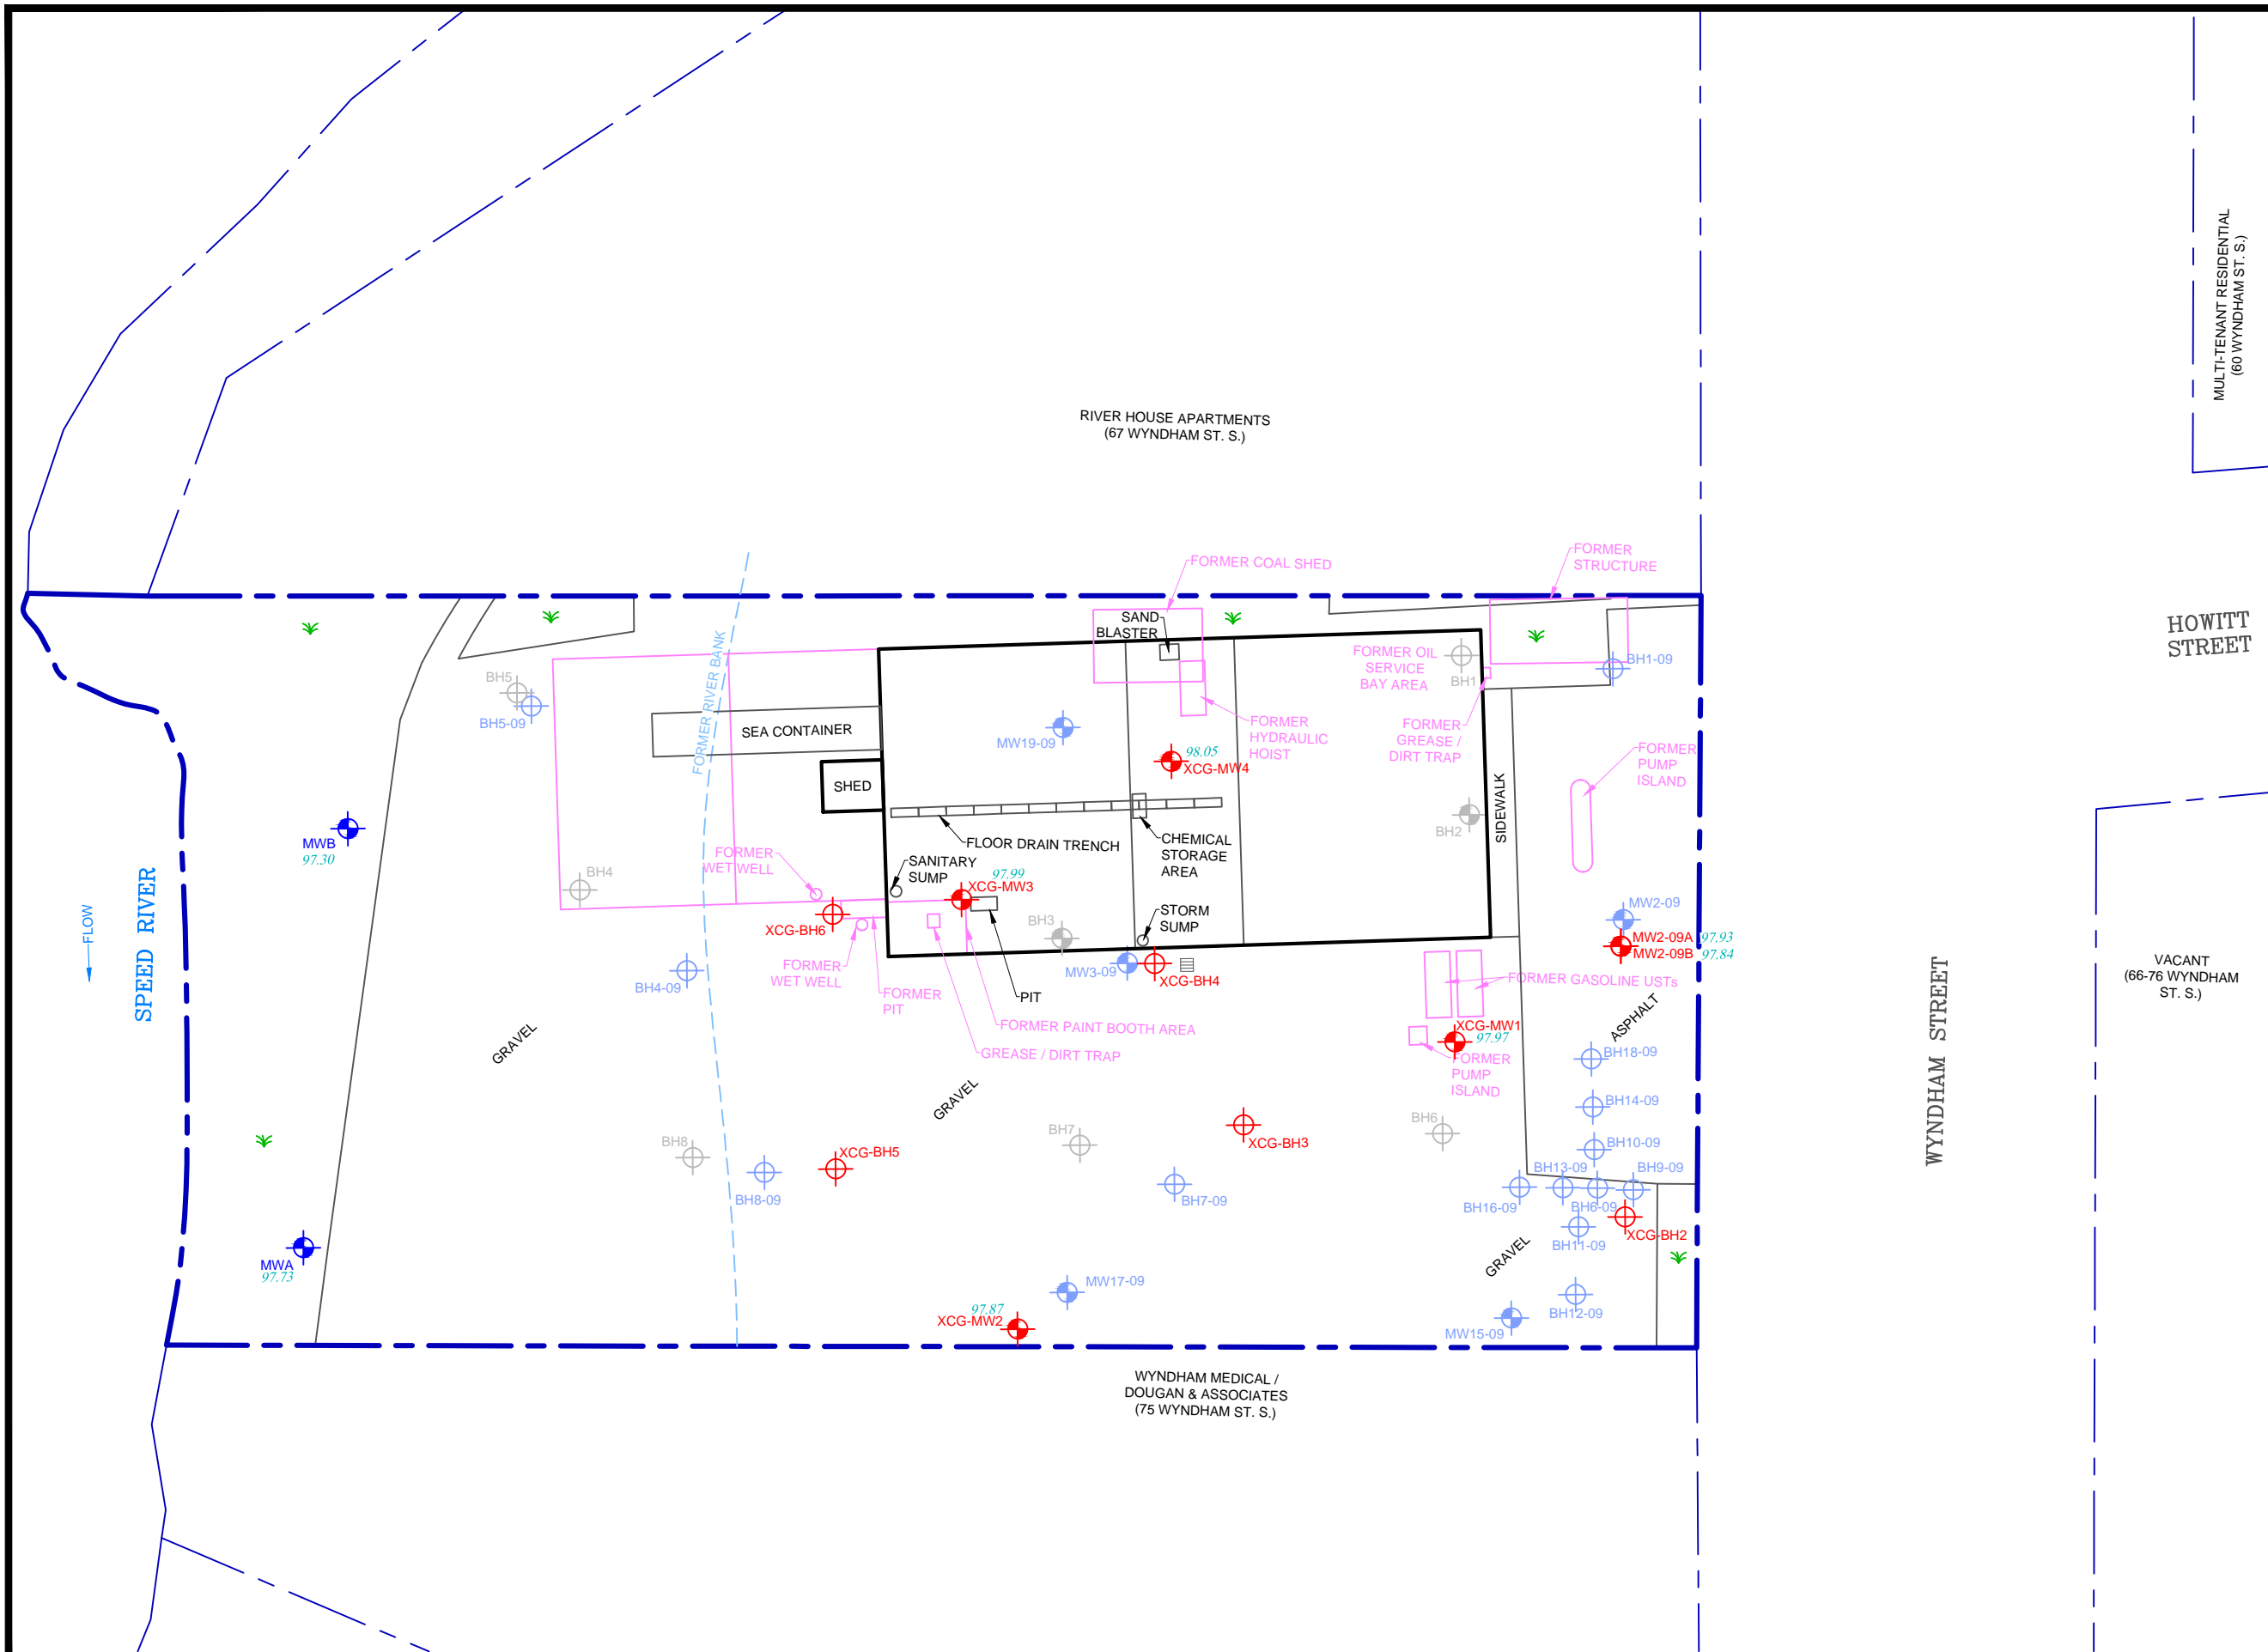 MULTI-TENANT RESIDENTIAL
(60 WYNDHAM ST. S.)
RIVER HOUSE APARTMENTS
(67 WYNDHAM ST. S.)
FORMER COAL SHED
FORMER
STRUCTURE
HOWITT
STREET
SAND
BLASTER
FORMER OIL
SERVICE
BAY AREA
BH1
BH1-09
BH5
BH5-09
FORMER RIVER BANK
SEA CONTAINER
MW19-09
FORMER
HYDRAULIC
HOIST
FORMER
GREASE /
DIRT TRAP
FORMER
PUMP
ISLAND
98.05
XCG-MW4
SHED
SIDEWALK
BH2
MWB
97.30
FLOOR DRAIN TRENCH
CHEMICAL
STORAGE
AREA
FORMER
WET WELL
SANITARY
SUMP
97.99
XCG-MW3
BH4
SPEED RIVER
FLOW
XCG-BH6
BH3
STORM
SUMP
MW2-09
MW2-09A
97.93
MW2-09B
97.84
FORMER
WET WELL
BH4-09
MW3-09
XCG-BH4
FORMER GASOLINE USTs
VACANT
(66-76 WYNDHAM
ST. S.)
FORMER
PIT
PIT
FORMER PAINT BOOTH AREA
GREASE / DIRT TRAP
XCG-MW1
97.97
ASPHALT
FORMER
PUMP
ISLAND
BH18-09
GRAVEL
GRAVEL
WYNDHAM STREET
BH14-09
BH8
XCG-BH5
BH7
XCG-BH3
BH6
BH10-09
BH13-09
BH9-09
BH8-09
BH7-09
BH16-09
BH6-09
XCG-BH2
BH11-09
GRAVEL
MWA
97.73
MW17-09
97.87
XCG-MW2
BH12-09
MW15-09
WYNDHAM MEDICAL /
DOUGAN & ASSOCIATES
(75 WYNDHAM ST. S.)